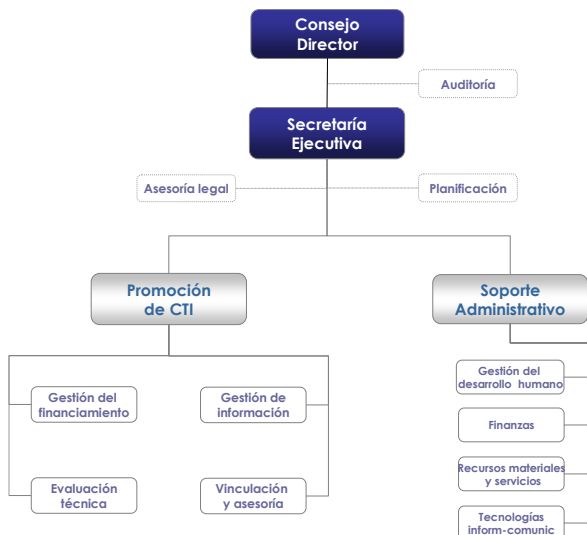 Consejo
Director
Auditoría
Secretaría
Ejecutiva
Asesoría legal
Planificación
Promoción
de CTI
Soporte
Administrativo
Gestión del
financiamiento
Gestión de
información
Gestión del
desarrollo humano
Finanzas
Evaluación
técnica
Vinculación
y asesoría
Recursos materiales
y servicios
Tecnologías
inform-comunic